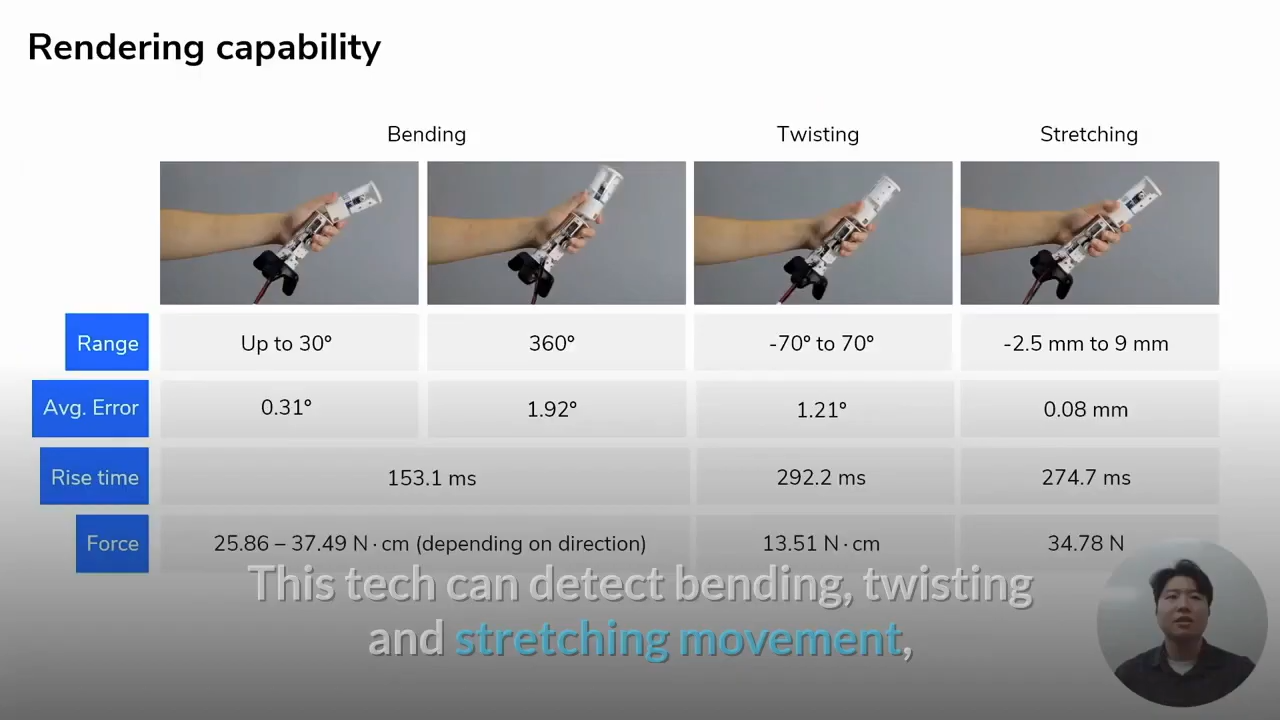 Rendering capability
Bending Twisting Stretching
Range Up to 30° 360° -70° to 70° -2.5 mm to 9 mm
Avg. Error 0.31° 1.92° 1.21° 0.08 mm
Rise time 153.1 ms 292.2 ms 274.7 ms
Force 25.86 – 37.49 N · cm (depending on direction) 13.51 N · cm 34.78 N
This tech can detect bending, twisting
and stretching movement,